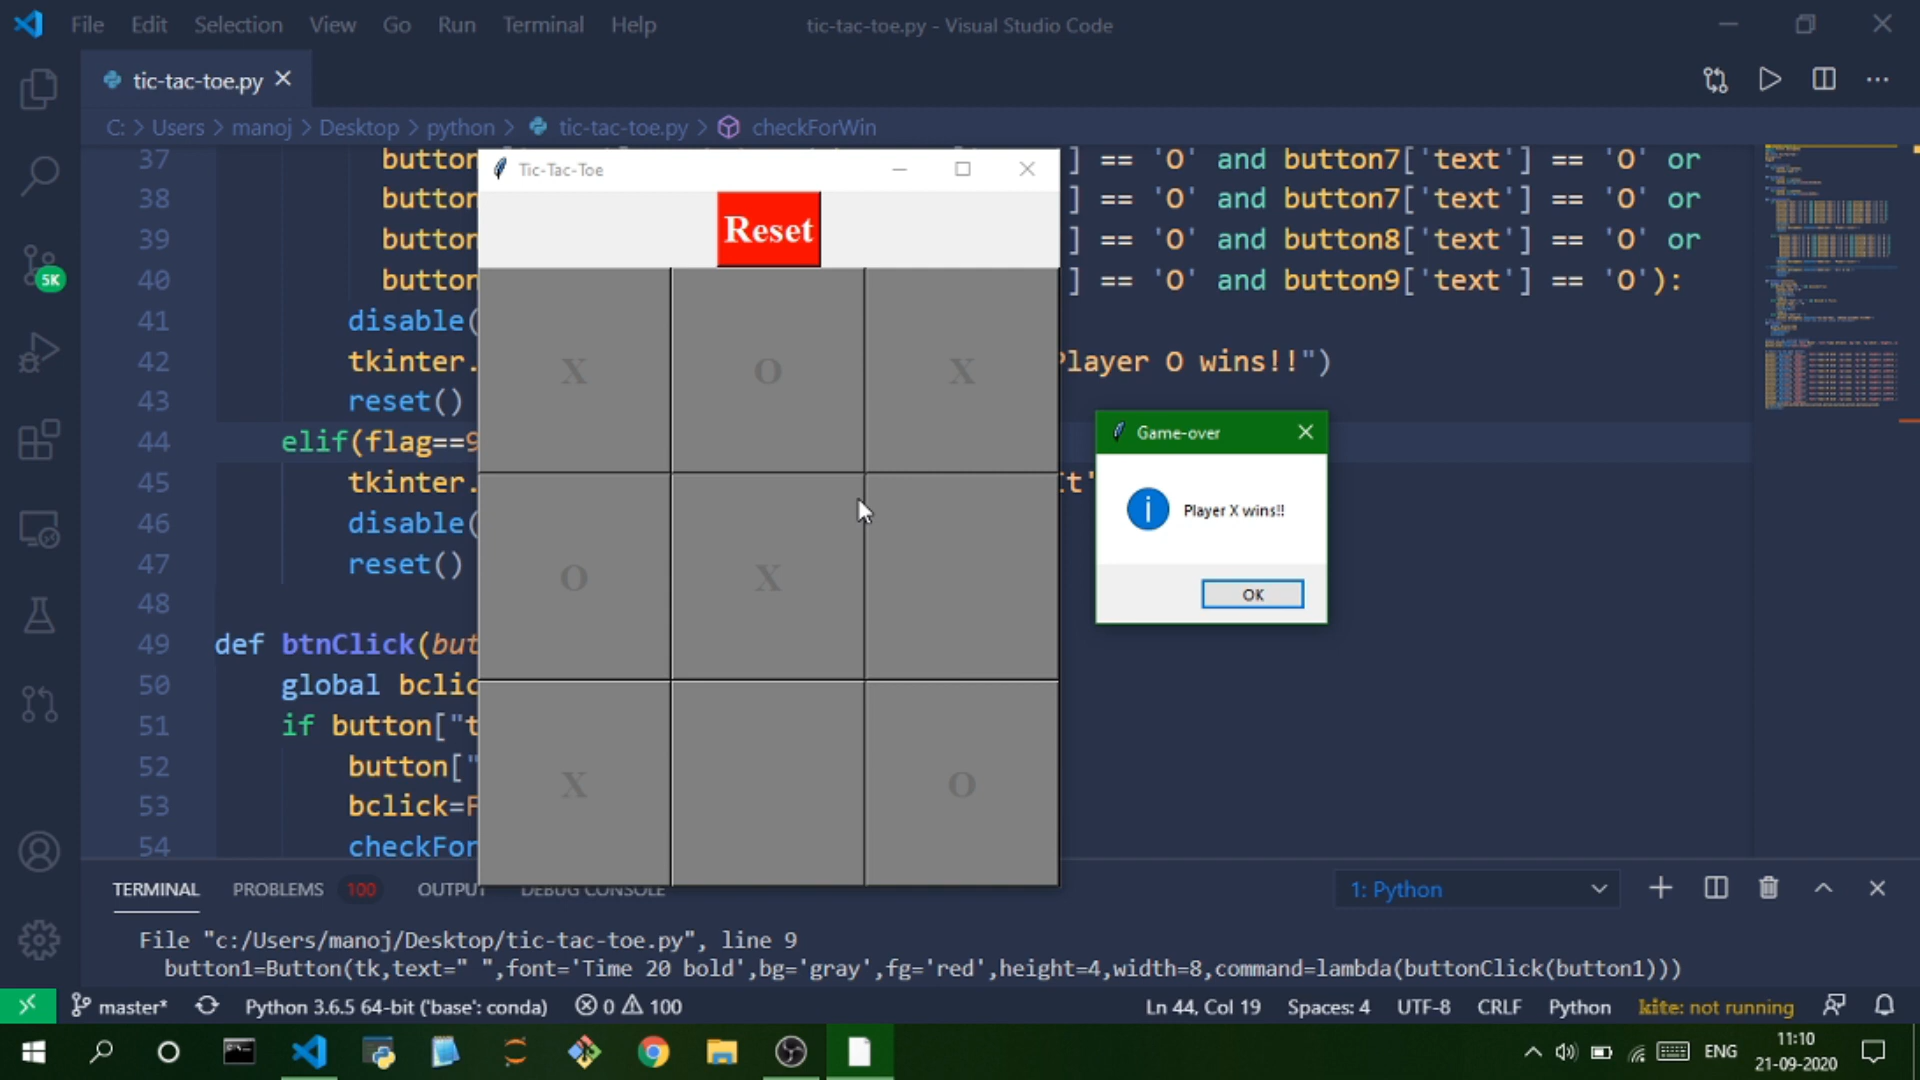 File Edit Selection View Go Run Terminal Help
tic-tac-toe.py - Visual Studio Code
tic-tac-toe.py
C: > Users > manoj > Desktop > python > tic-tac-toe.py > checkForWin
Tic-Tac-Toe
Reset
X O X
O X
X O
37 button ] == 'O' and button7['text'] == 'O' or
38 button ] == 'O' and button7['text'] == 'O' or
39 button ] == 'O' and button8['text'] == 'O' or
40 button ] == 'O' and button9['text'] == 'O'):
41 disable(
42 tkinter. Player O wins!!")
43 reset()
44 elif(flag==9
45 tkinter. It'
46 disable(
47 reset()
48
49 def btnClick(but
50 global bclic
51 if button["t
52 button["
53 bclick=F
54 checkFor
Game-over
Player X wins!!
OK
5K
TERMINAL PROBLEMS 100 OUTPUT DEBUG CONSOLE
1: Python
File "c:/Users/manoj/Desktop/tic-tac-toe.py", line 9
button1=Button(tk,text=" ",font='Time 20 bold',bg='gray',fg='red',height=4,width=8,command=lambda(buttonClick(button1)))
master* Python 3.6.5 64-bit ('base': conda) 0 100
Ln 44, Col 19 Spaces: 4 UTF-8 CRLF Python kite: not running
ENG
11:10
21-09-2020